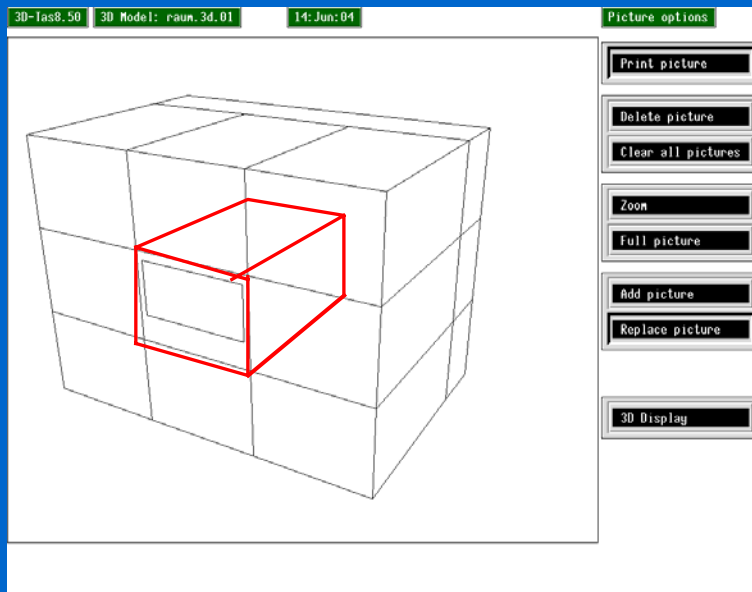 3D-Tas8.50 3D Model: raum.3d.01 14:Jun:04 Picture options
Print picture
Delete picture
Clear all pictures
Zoom
Full picture
Add picture
Replace picture
3D Display